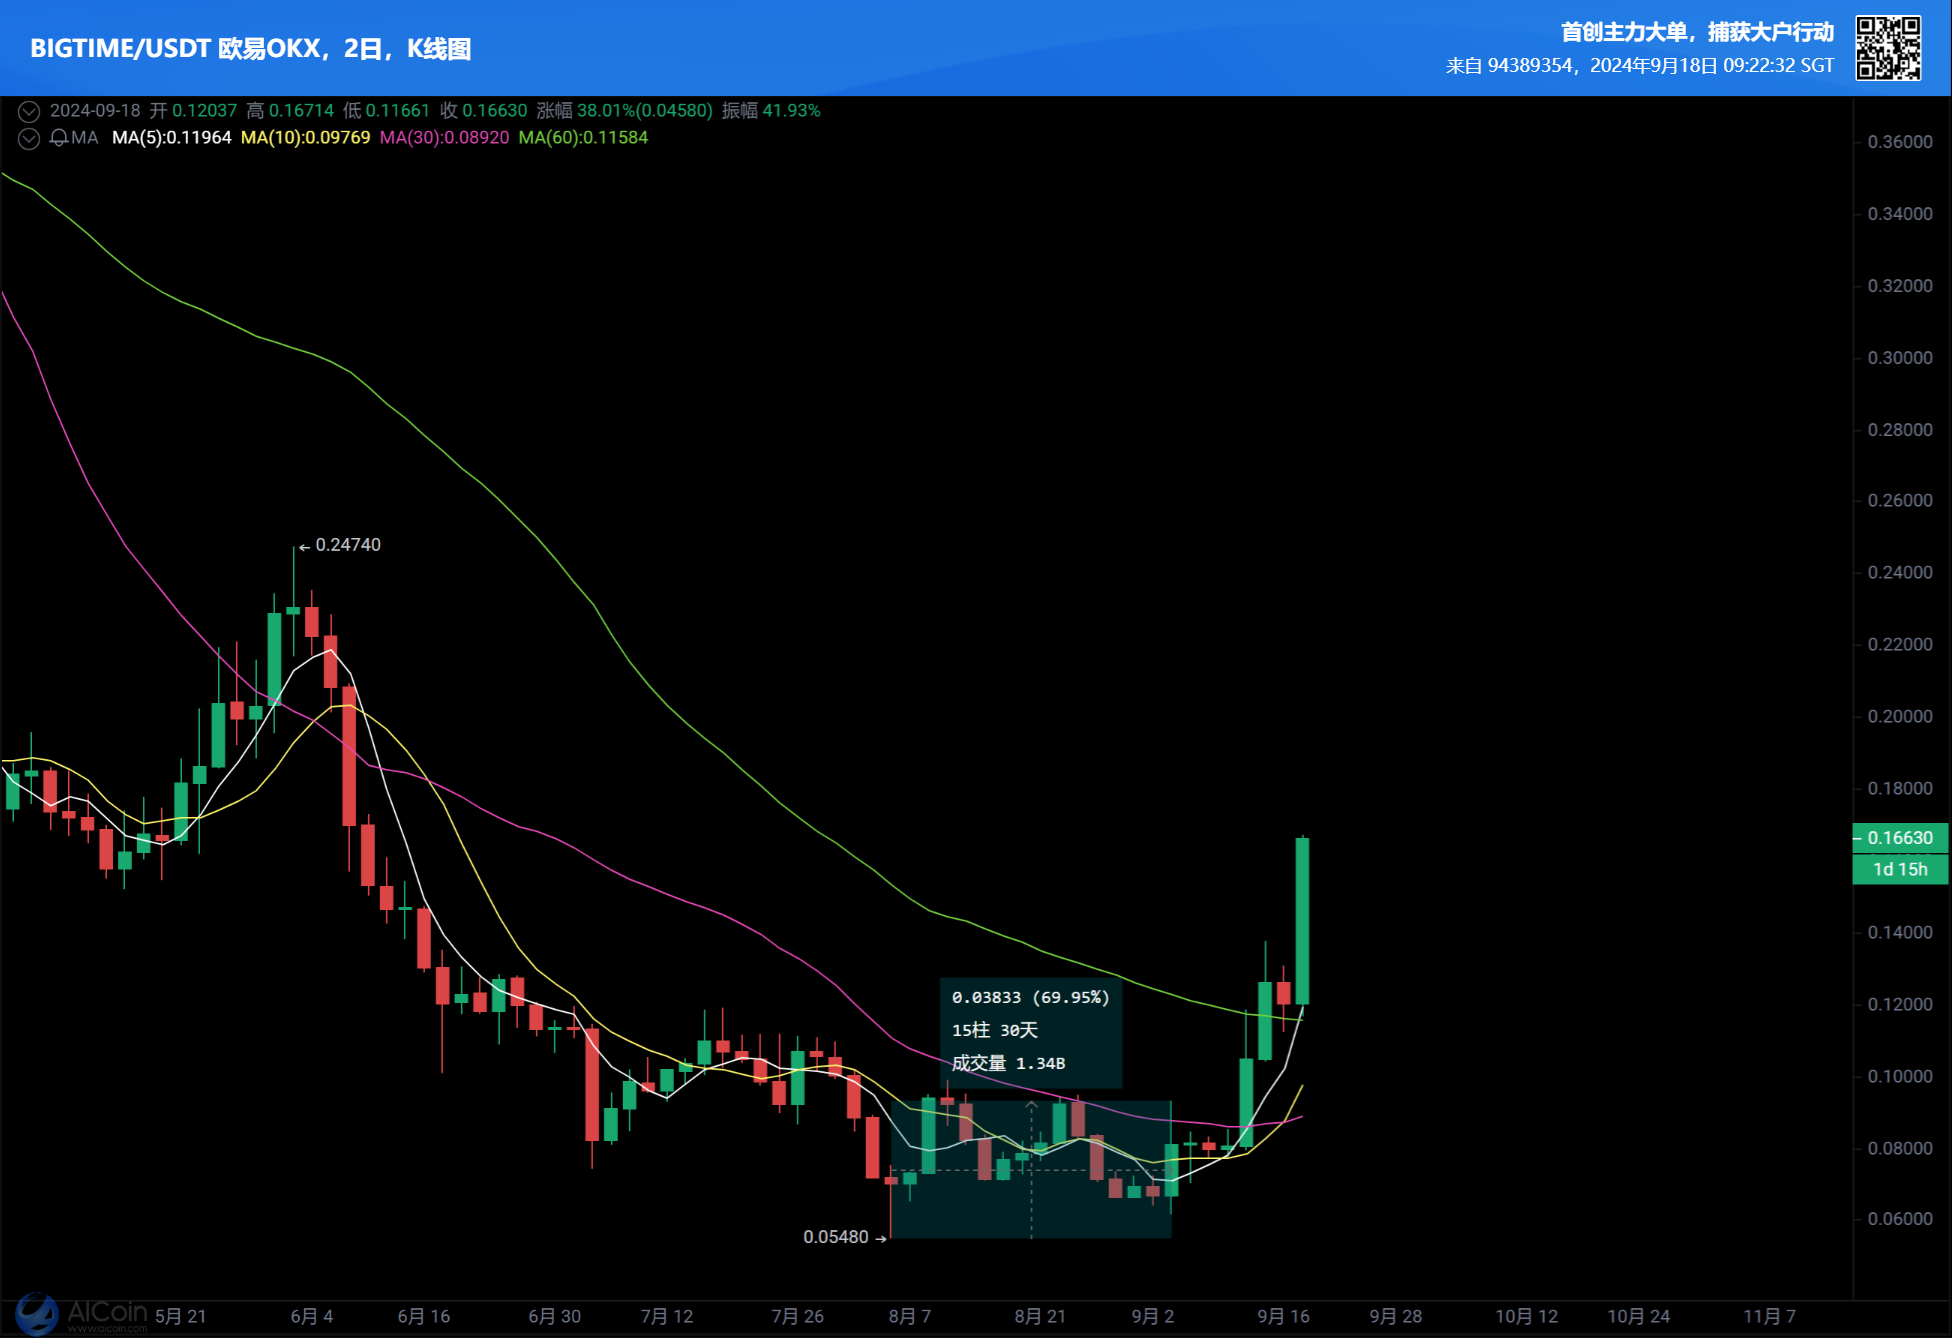 BIGTIME/USDT 欧易OKX，2日，K线图
首创主力大单，捕获大户行动
来自 94389354，2024年9月18日 09:22:32 SGT
2024-09-18 开 0.12037 高 0.16714 低 0.11661 收 0.16630 涨幅 38.01%(0.04580) 振幅 41.93%
MA MA(5):0.11964 MA(10):0.09769 MA(30):0.08920 MA(60):0.11584
0.36000
0.34000
0.32000
0.30000
0.28000
0.26000
0.24740
0.24000
0.22000
0.20000
0.18000
0.16630
1d 15h
0.14000
0.03833 (69.95%)
0.12000
15柱 30天
成交量 1.34B
0.10000
0.08000
0.06000
0.05480
AICoin
www.aicoin.com
5月 21 6月 4 6月 16 6月 30 7月 12 7月 26 8月 7 8月 21 9月 2 9月 16 9月 28 10月 12 10月 24 11月 7